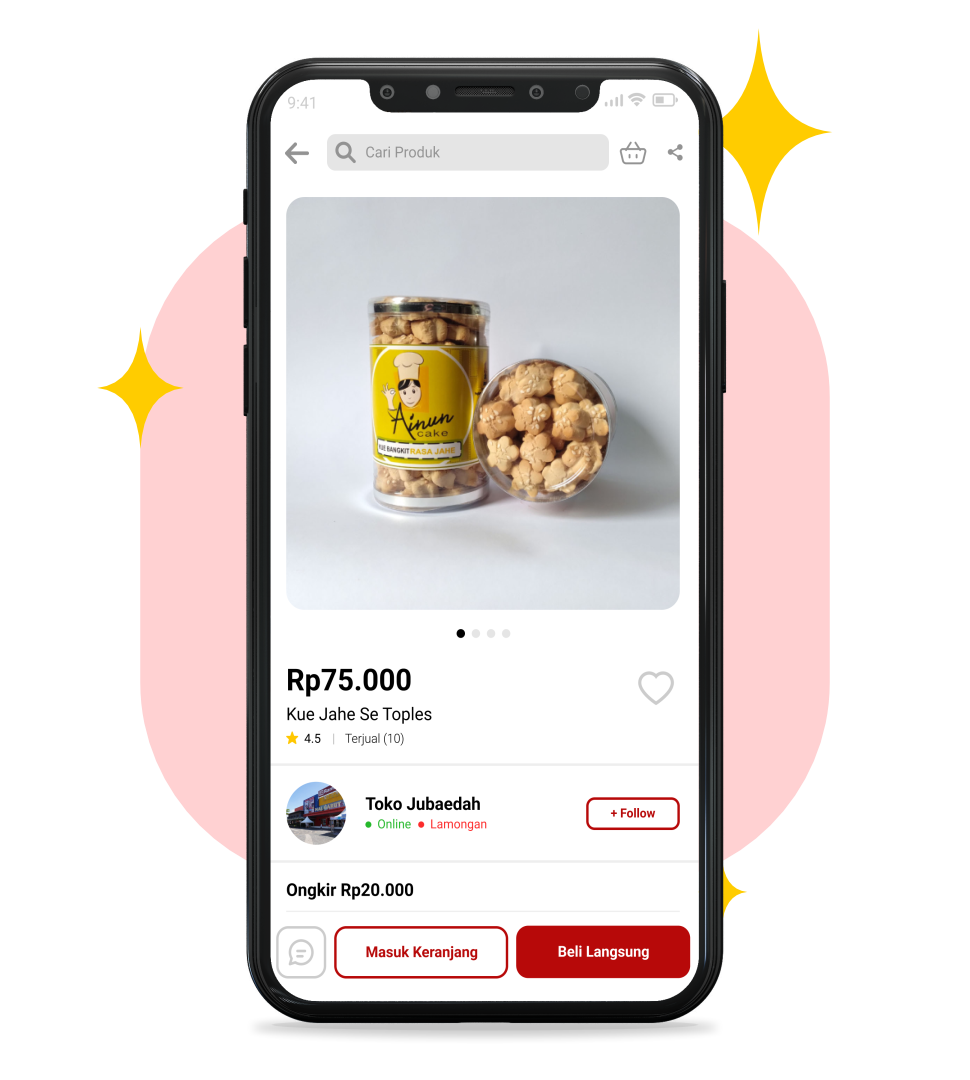 9:41
Cari Produk
Ainun
cake
KUE BANGKIT RASA JAHE
Rp75.000
Kue Jahe Se Toples
4.5 | Terjual (10)
Toko Jubaedah
Online Lamongan
+ Follow
Ongkir Rp20.000
Masuk Keranjang
Beli Langsung